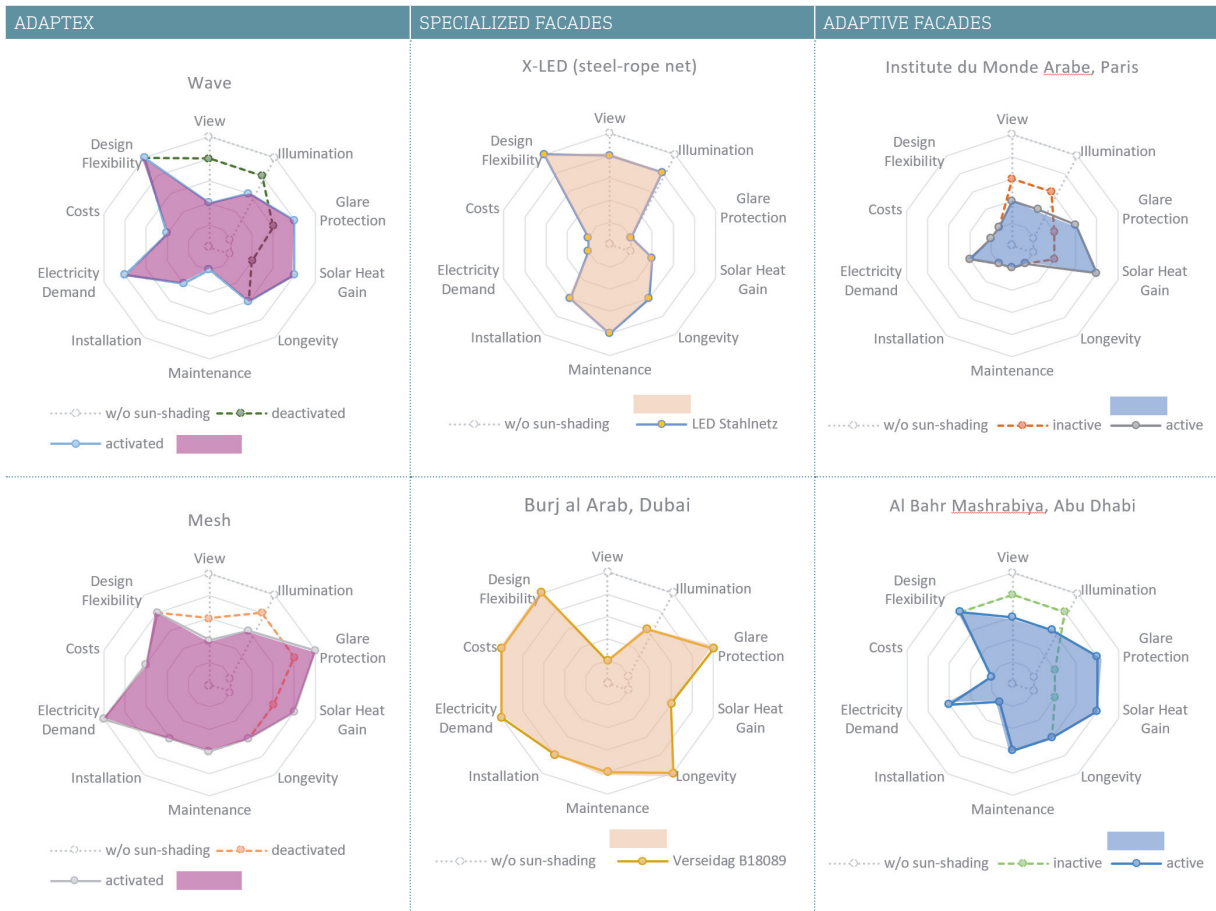 ADAPTEX
SPECIALIZED FACADES
ADAPTIVE FACADES
Wave
View
Illumination
Glare
Protection
Solar Heat
Gain
Longevity
Maintenance
Installation
Electricity
Demand
Costs
Design
Flexibility
w/o sun-shading
deactivated
activated
X-LED (steel-rope net)
View
Illumination
Glare
Protection
Solar Heat
Gain
Longevity
Maintenance
Installation
Electricity
Demand
Costs
Design
Flexibility
w/o sun-shading
LED Stahlnetz
Institute du Monde Arabe, Paris
View
Illumination
Glare
Protection
Solar Heat
Gain
Longevity
Maintenance
Installation
Electricity
Demand
Costs
Design
Flexibility
w/o sun-shading
inactive
active
Mesh
View
Illumination
Glare
Protection
Solar Heat
Gain
Longevity
Maintenance
Installation
Electricity
Demand
Costs
Design
Flexibility
w/o sun-shading
deactivated
activated
Burj al Arab, Dubai
View
Illumination
Glare
Protection
Solar Heat
Gain
Longevity
Maintenance
Installation
Electricity
Demand
Costs
Design
Flexibility
w/o sun-shading
Verseidag B18089
Al Bahr Mashrabiya, Abu Dhabi
View
Illumination
Glare
Protection
Solar Heat
Gain
Longevity
Maintenance
Installation
Electricity
Demand
Costs
Design
Flexibility
w/o sun-shading
inactive
active